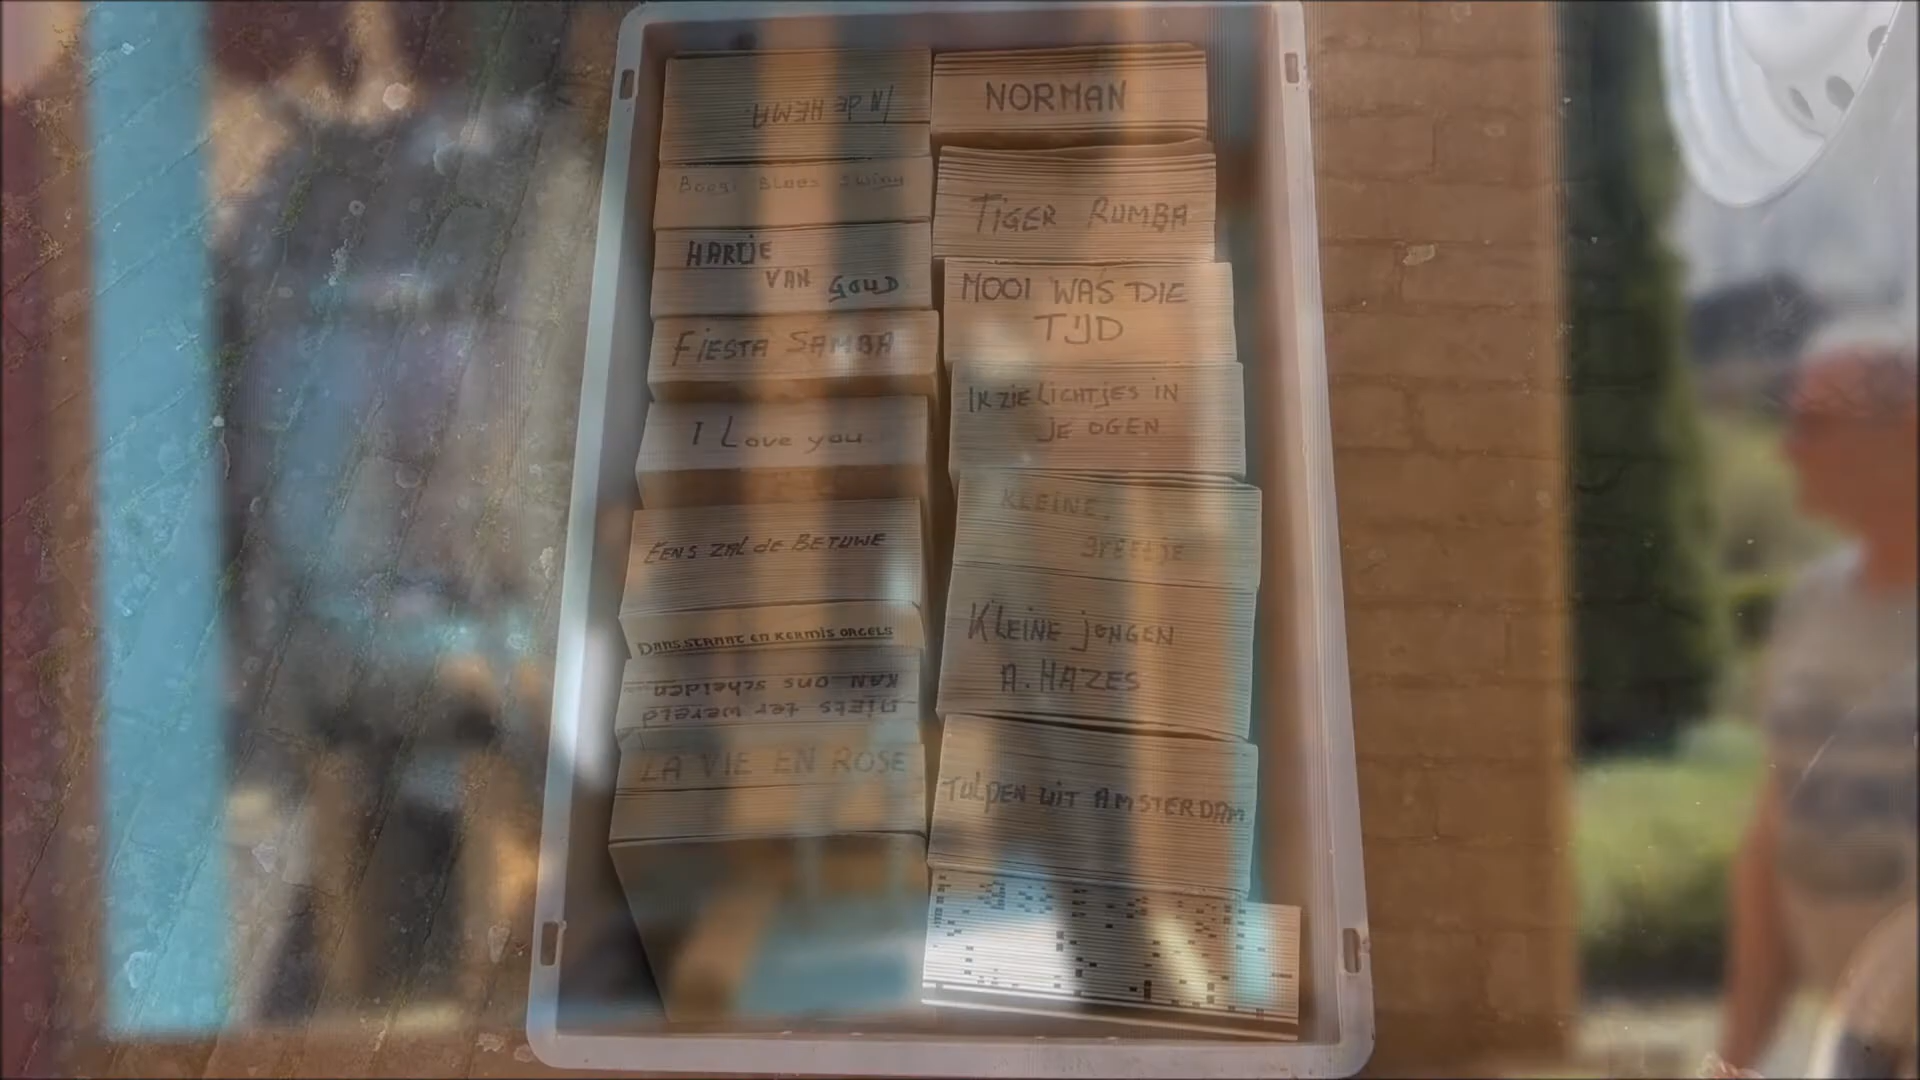 IN de HEMA.
Boogi Blues Swing
HARTJE
VAN GOUD
FIESTA SAMBA
I Love you.
EENS ZAL de BETUWE
DANS STRAAT EN KERMIS ORGELS
niets ter wereld
kan ons scheiden
LA VIE EN ROSE
NORMAN
TIGER RUMBA
MOOI WAS DIE
TIJD
IK ZIE LICHTJES IN
JE OGEN
KLEINE
greetje
KLEINE JONGEN
A. HAZES
TULPEN UIT AMSTERDAM